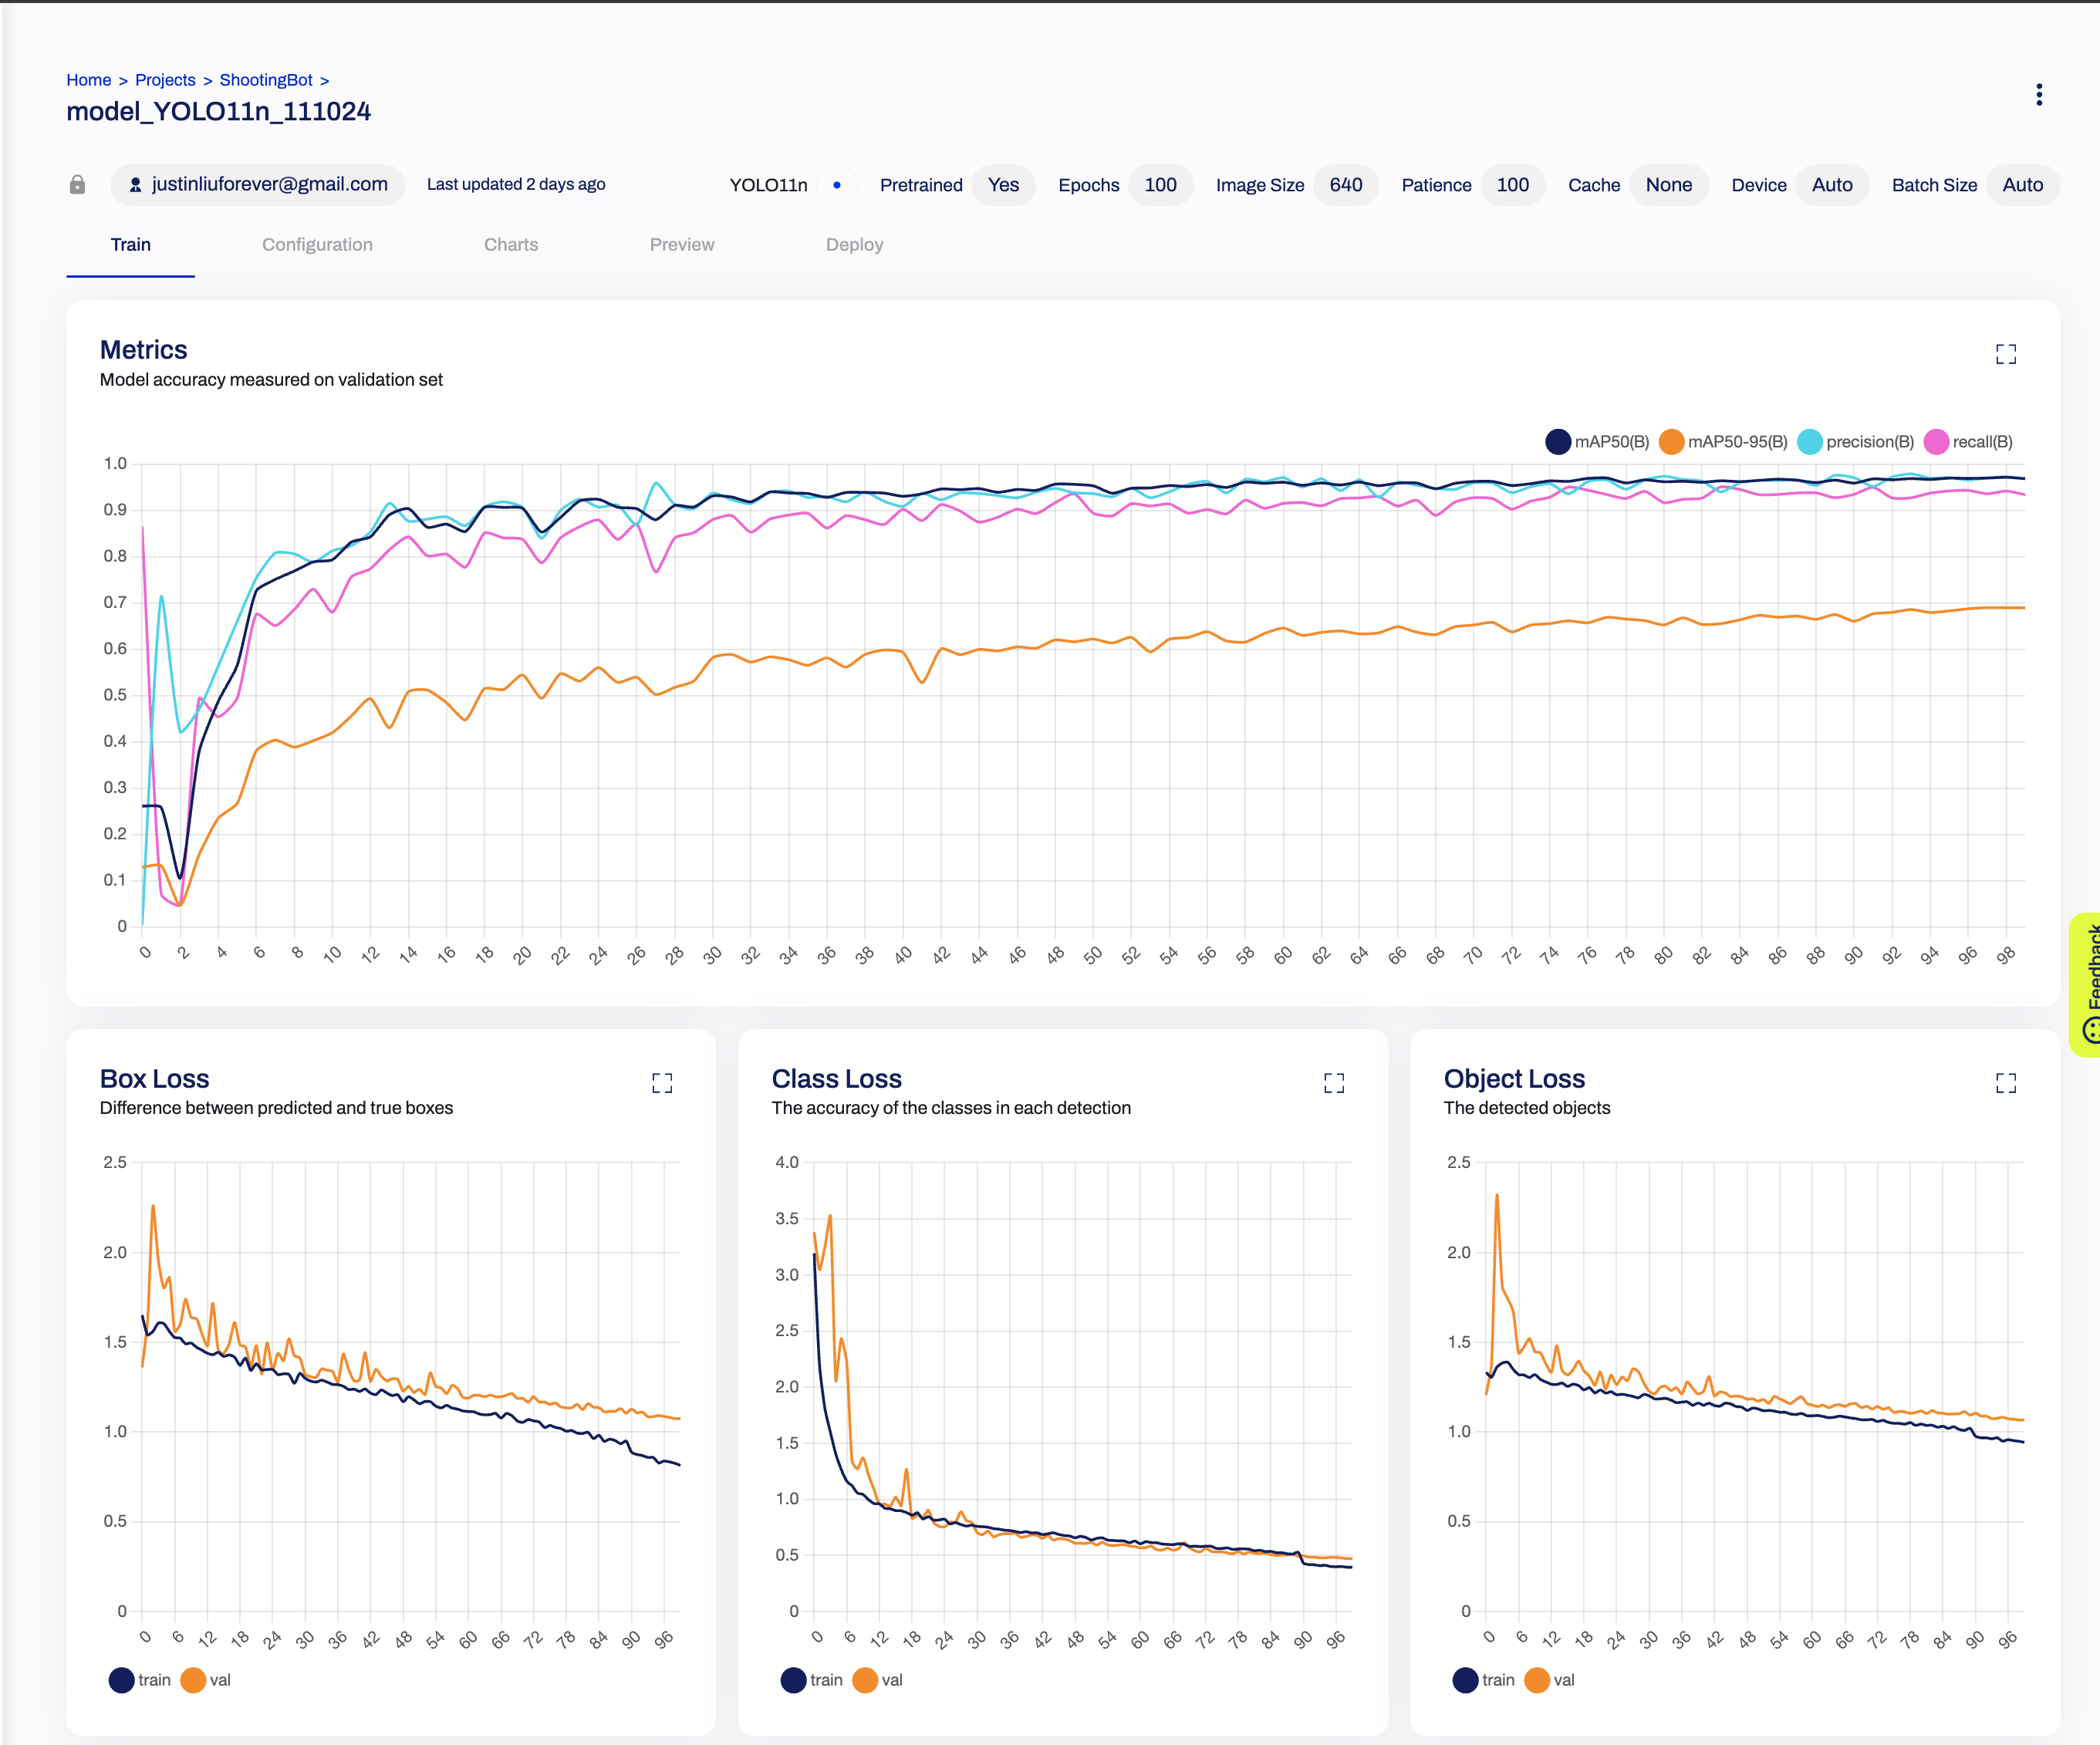 Home > Projects > ShootingBot >
model_YOLO11n_111024
justinliuforever@gmail.com Last updated 2 days ago YOLO11n Pretrained Yes Epochs 100 Image Size 640 Patience 100 Cache None Device Auto Batch Size Auto
Train Configuration Charts Preview Deploy
Metrics
Model accuracy measured on validation set
mAP50(B) mAP50-95(B) precision(B) recall(B)
1.0
0.9
0.8
0.7
0.6
0.5
0.4
0.3
0.2
0.1
0
0 2 4 6 8 10 12 14 16 18 20 22 24 26 28 30 32 34 36 38 40 42 44 46 48 50 52 54 56 58 60 62 64 66 68 70 72 74 76 78 80 82 84 86 88 90 92 94 96 98
Feedback
Box Loss
Difference between predicted and true boxes
2.5
2.0
1.5
1.0
0.5
0
0 6 12 18 24 30 36 42 48 54 60 66 72 78 84 90 96
train val
Class Loss
The accuracy of the classes in each detection
4.0
3.5
3.0
2.5
2.0
1.5
1.0
0.5
0
0 6 12 18 24 30 36 42 48 54 60 66 72 78 84 90 96
train val
Object Loss
The detected objects
2.5
2.0
1.5
1.0
0.5
0
0 6 12 18 24 30 36 42 48 54 60 66 72 78 84 90 96
train val